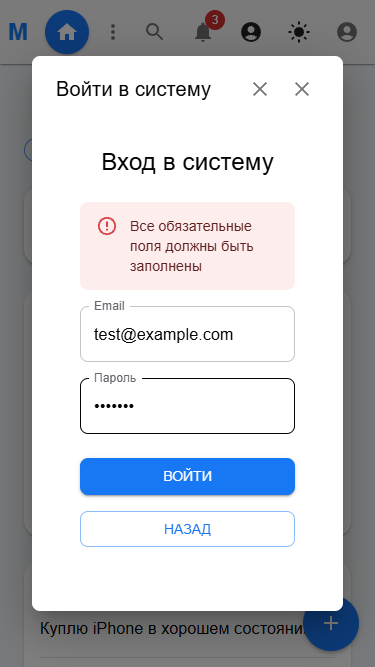 M
3
Войти в систему
Вход в систему
Все обязательные
поля должны быть
заполнены
Email
test@example.com
Пароль
•••••••
ВОЙТИ
НАЗАД
Куплю iPhone в хорошем состояни